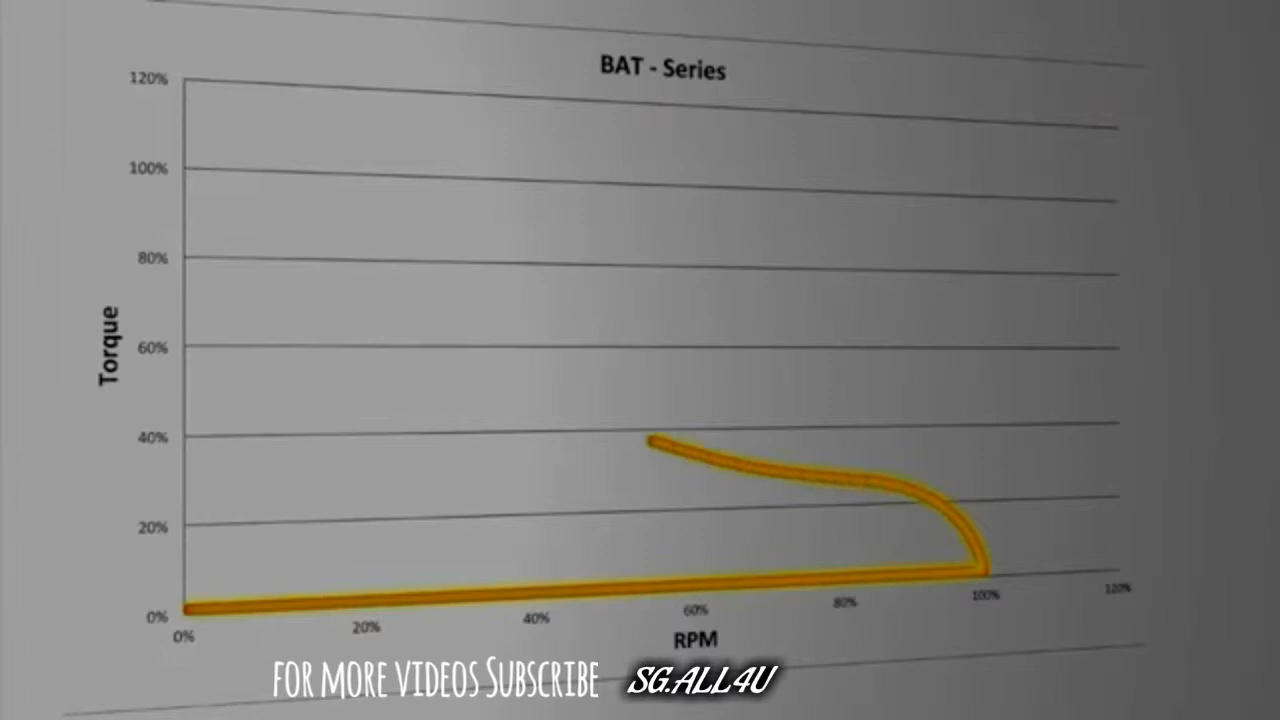 BAT - Series
120%
100%
80%
60%
40%
20%
0%
Torque
0% 20% 40% 60% 80% 100% 120%
RPM
FOR MORE VIDEOS SUBSCRIBE SG.ALL4U